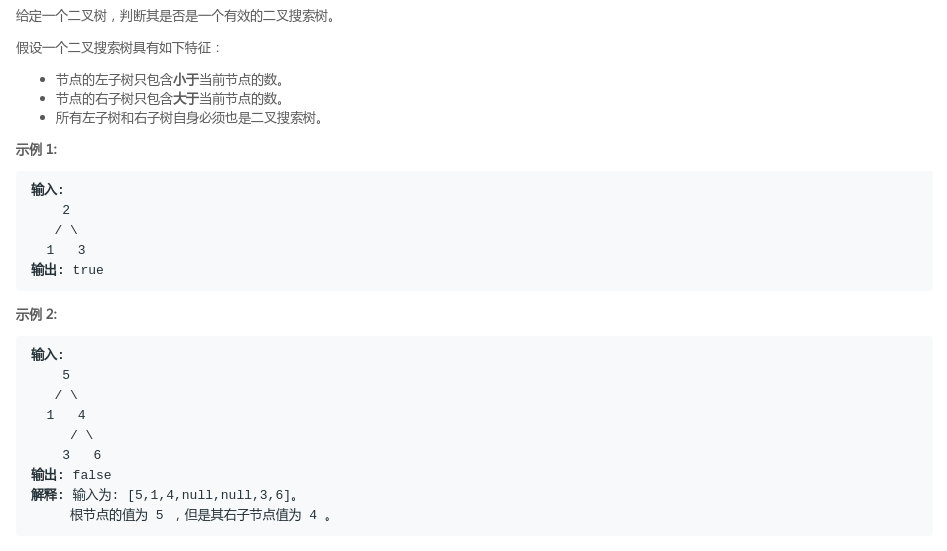 给定一个二叉树，判断其是否是一个有效的二叉搜索树。
假设一个二叉搜索树具有如下特征：
节点的左子树只包含小于当前节点的数。
节点的右子树只包含大于当前节点的数。
所有左子树和右子树自身必须也是二叉搜索树。
示例 1:
输入:
2
/ \
1 3
输出: true
示例 2:
输入:
5
/ \
1 4
/ \
3 6
输出: false
解释: 输入为: [5,1,4,null,null,3,6]。
根节点的值为 5 ，但是其右子节点值为 4 。